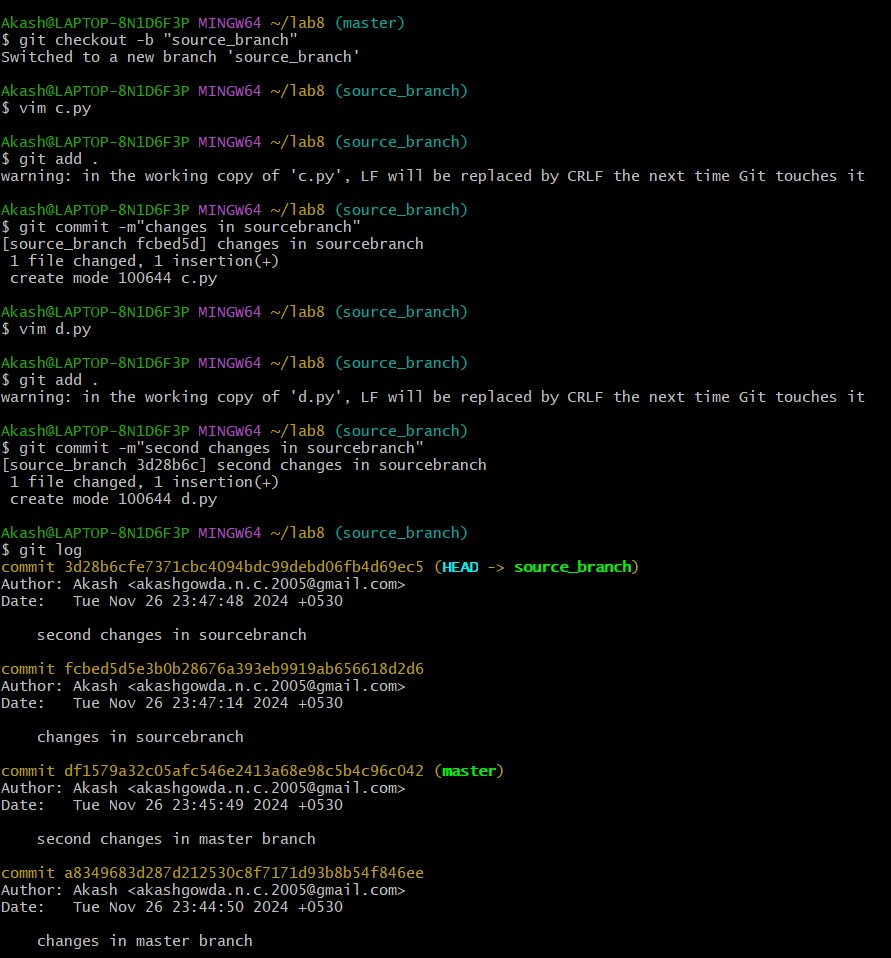 Akash@LAPTOP-8N1D6F3P MINGW64 ~/lab8 (master)
$ git checkout -b "source_branch"
Switched to a new branch 'source_branch'
Akash@LAPTOP-8N1D6F3P MINGW64 ~/lab8 (source_branch)
$ vim c.py
Akash@LAPTOP-8N1D6F3P MINGW64 ~/lab8 (source_branch)
$ git add .
warning: in the working copy of 'c.py', LF will be replaced by CRLF the next time Git touches it
Akash@LAPTOP-8N1D6F3P MINGW64 ~/lab8 (source_branch)
$ git commit -m"changes in sourcebranch"
[source_branch fcbed5d] changes in sourcebranch
 1 file changed, 1 insertion(+)
 create mode 100644 c.py
Akash@LAPTOP-8N1D6F3P MINGW64 ~/lab8 (source_branch)
$ vim d.py
Akash@LAPTOP-8N1D6F3P MINGW64 ~/lab8 (source_branch)
$ git add .
warning: in the working copy of 'd.py', LF will be replaced by CRLF the next time Git touches it
Akash@LAPTOP-8N1D6F3P MINGW64 ~/lab8 (source_branch)
$ git commit -m"second changes in sourcebranch"
[source_branch 3d28b6c] second changes in sourcebranch
 1 file changed, 1 insertion(+)
 create mode 100644 d.py
Akash@LAPTOP-8N1D6F3P MINGW64 ~/lab8 (source_branch)
$ git log
commit 3d28b6cfe7371cbc4094bdc99debd06fb4d69ec5 (HEAD -> source_branch)
Author: Akash <akashgowda.n.c.2005@gmail.com>
Date:   Tue Nov 26 23:47:48 2024 +0530
    second changes in sourcebranch
commit fcbed5d5e3b0b28676a393eb9919ab656618d2d6
Author: Akash <akashgowda.n.c.2005@gmail.com>
Date:   Tue Nov 26 23:47:14 2024 +0530
    changes in sourcebranch
commit df1579a32c05afc546e2413a68e98c5b4c96c042 (master)
Author: Akash <akashgowda.n.c.2005@gmail.com>
Date:   Tue Nov 26 23:45:49 2024 +0530
    second changes in master branch
commit a8349683d287d212530c8f7171d93b8b54f846ee
Author: Akash <akashgowda.n.c.2005@gmail.com>
Date:   Tue Nov 26 23:44:50 2024 +0530
    changes in master branch